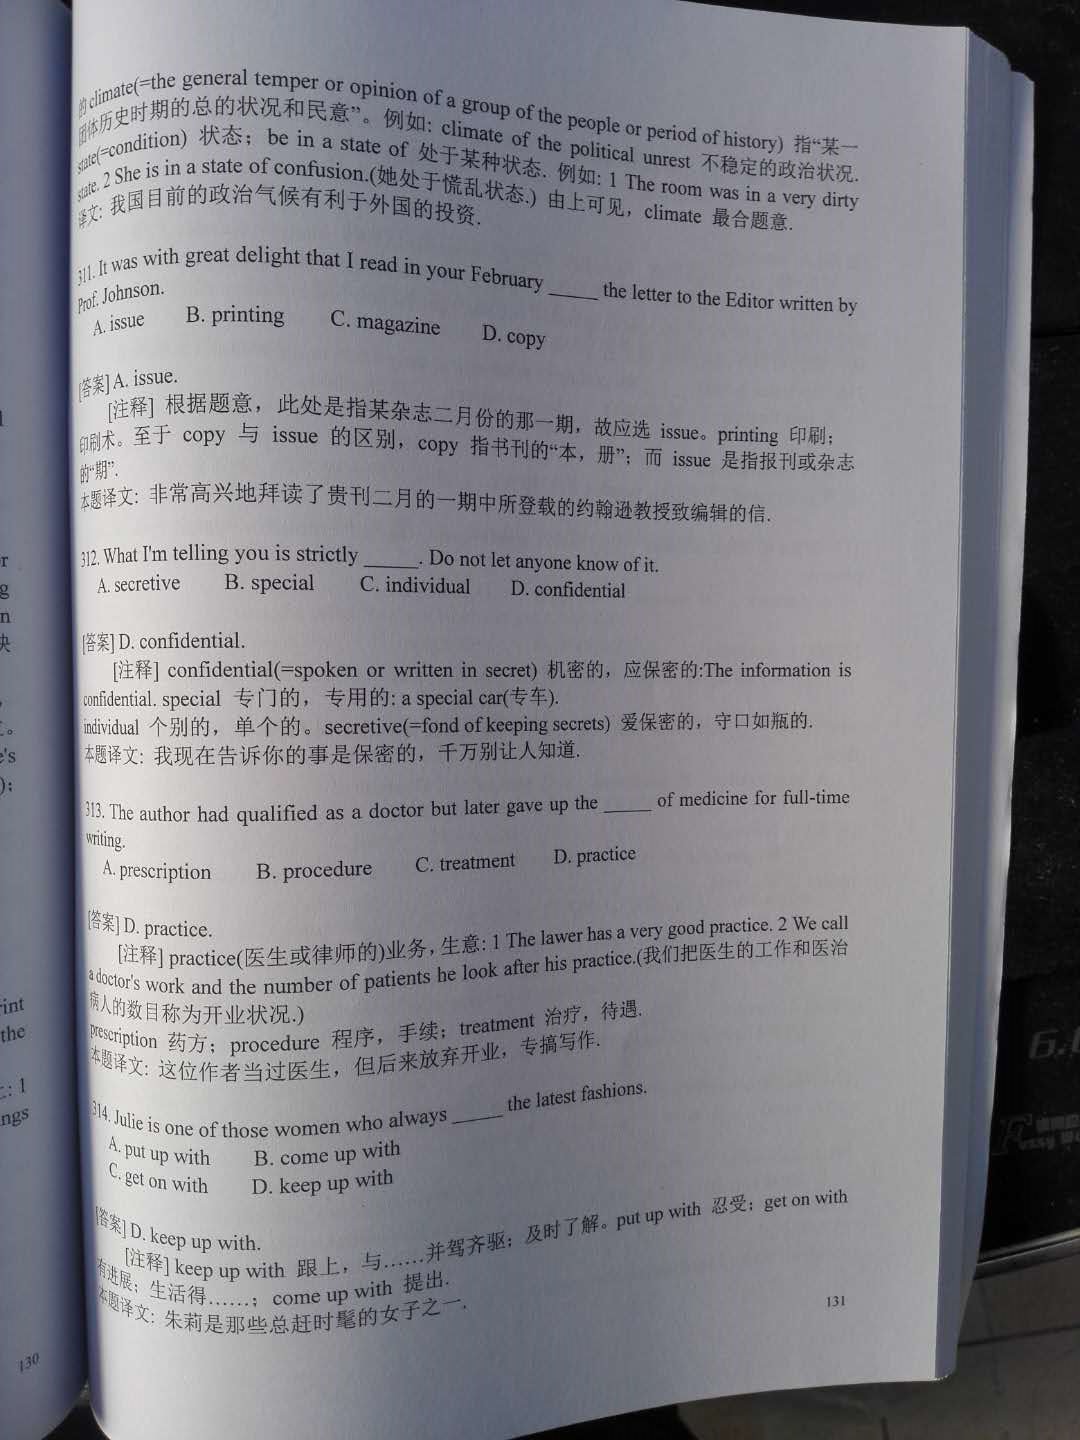 的climate(=the general temper or opinion of a group of the people or period of history) 指“某一
团体历史时期的总的状况和民意”。例如: climate of the political unrest 不稳定的政治状况.
state(=condition) 状态；be in a state of 处于某种状态. 例如: 1 The room was in a very dirty
state. 2 She is in a state of confusion.(她处于慌乱状态.) 由上可见，climate 最合题意.
译文: 我国目前的政治气候有利于外国的投资.
311. It was with great delight that I read in your February _____ the letter to the Editor written by
Prof. Johnson.
A. issue B. printing C. magazine D. copy
[答案] A. issue.
[注释] 根据题意，此处是指某杂志二月份的那一期，故应选 issue。printing 印刷；
印刷术。至于 copy 与 issue 的区别，copy 指书刊的“本，册”；而 issue 是指报刊或杂志
的“期”.
本题译文: 非常高兴地拜读了贵刊二月的一期中所登载的约翰逊教授致编辑的信.
312. What I'm telling you is strictly _____. Do not let anyone know of it.
A. secretive B. special C. individual D. confidential
[答案] D. confidential.
[注释] confidential(=spoken or written in secret) 机密的，应保密的:The information is
confidential. special 专门的，专用的: a special car(专车).
individual 个别的，单个的。secretive(=fond of keeping secrets) 爱保密的，守口如瓶的.
本题译文: 我现在告诉你的事是保密的，千万别让人知道.
313. The author had qualified as a doctor but later gave up the _____ of medicine for full-time
writing.
A. prescription B. procedure C. treatment D. practice
[答案] D. practice.
[注释] practice(医生或律师的)业务，生意: 1 The lawer has a very good practice. 2 We call
a doctor's work and the number of patients he look after his practice.(我们把医生的工作和医治
病人的数目称为开业状况.)
prescription 药方；procedure 程序，手续；treatment 治疗，待遇.
本题译文: 这位作者当过医生，但后来放弃开业，专搞写作.
314. Julie is one of those women who always _____ the latest fashions.
A. put up with B. come up with
C. get on with D. keep up with
[答案] D. keep up with.
[注释] keep up with 跟上，与……并驾齐驱；及时了解。put up with 忍受；get on with
有进展；生活得……；come up with 提出.
本题译文: 朱莉是那些总赶时髦的女子之一.
131
130